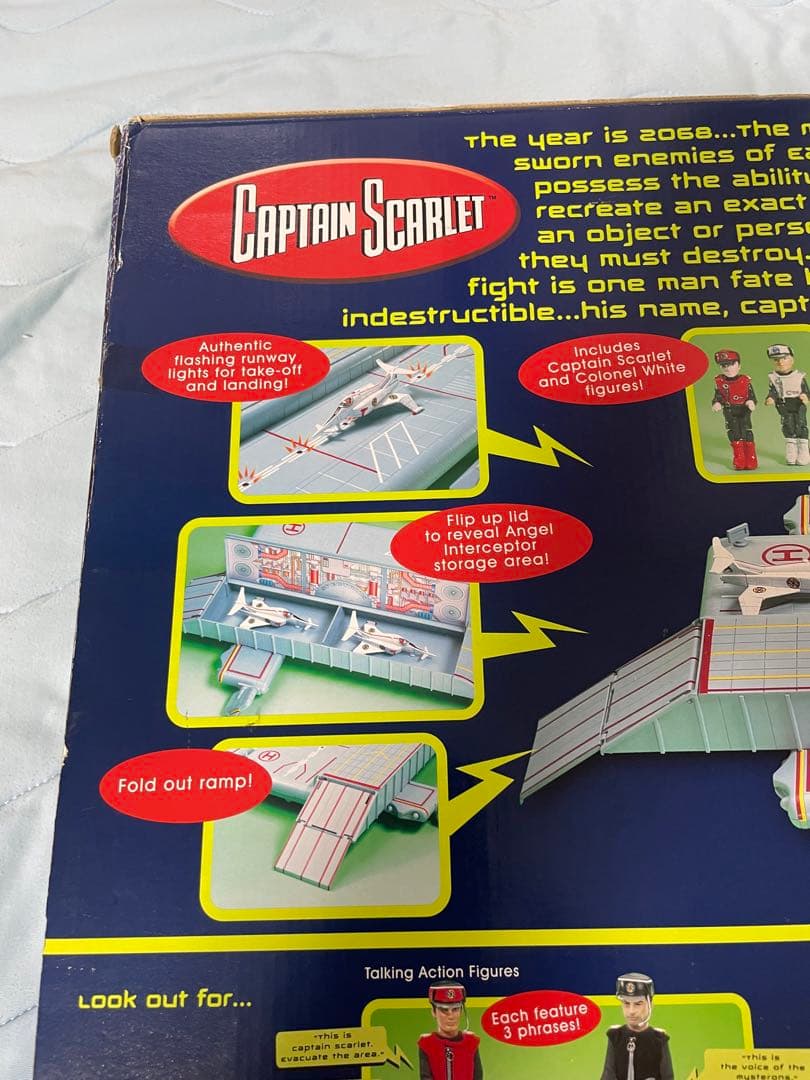 The year is 2068...The
sworn enemies of
possess the
recreate an exact
an object or
they must destroy.
fight is one man fate
indestructible...his name,
CAPTAIN SCARLET™
Authentic
flashing runway
lights for take-off
and landing!
Includes
Captain Scarlet
and Colonel White
figures!
Flip up lid
to reveal Angel
Interceptor
storage area!
H
H
Fold out ramp!
H
Look out for...
Talking Action Figures
Each feature
3 phrases!
"This is
captain scarlet.
Evacuate the area."
"This is
the voice of the
mysterons."